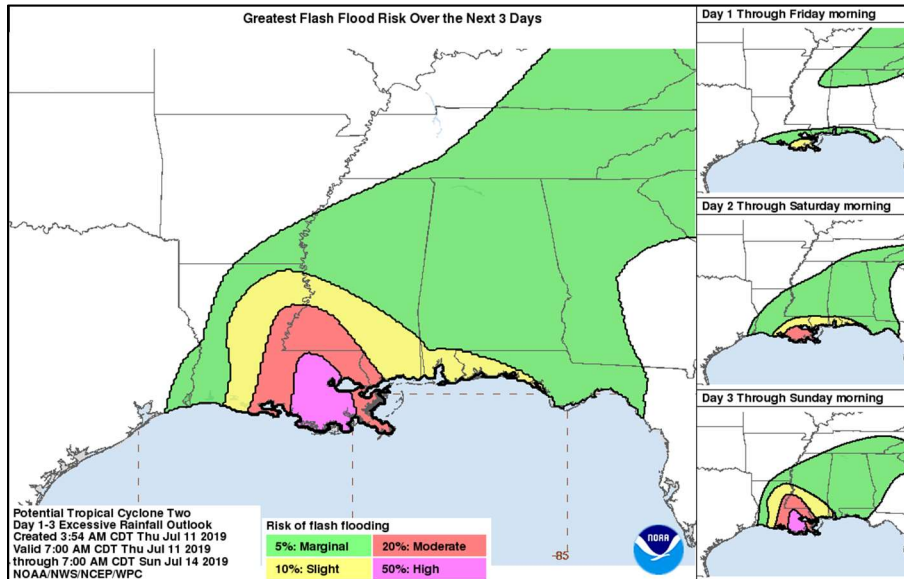 Greatest Flash Flood Risk Over the Next 3 Days
Day 1 Through Friday morning
Day 2 Through Saturday morning
Day 3 Through Sunday morning
Potential Tropical Cyclone Two
Day 1-3 Excessive Rainfall Outlook
Created 3:54 AM CDT Thu Jul 11 2019
Valid 7:00 AM CDT Thu Jul 11 2019
through 7:00 AM CDT Sun Jul 14 2019
NOAA/NWS/NCEP/WPC
Risk of flash flooding
5%: Marginal
20%: Moderate
10%: Slight
50%: High
-85
NOAA